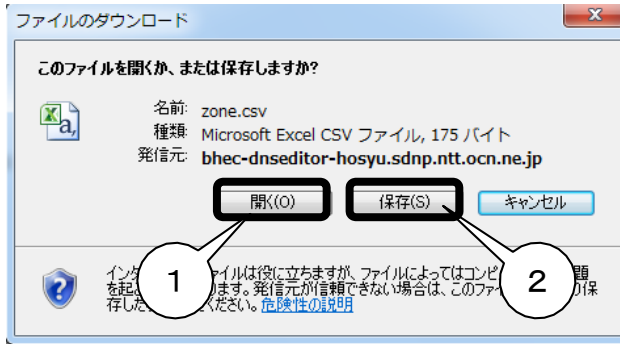 ファイルのダウンロード
このファイルを開くか、または保存しますか?
名前: zone.csv
種類: Microsoft Excel CSV ファイル, 175 バイト
発信元: bhec-dnseditor-hosyu.sdnp.ntt.ocn.ne.jp
開く(O) 保存(S) キャンセル
1 2
インタ ァイルは役に立ちますが、ファイルによってはコンピ 題
を起 ります。発信元が信頼できない場合は、このファイ の保
存した ください。危険性の説明